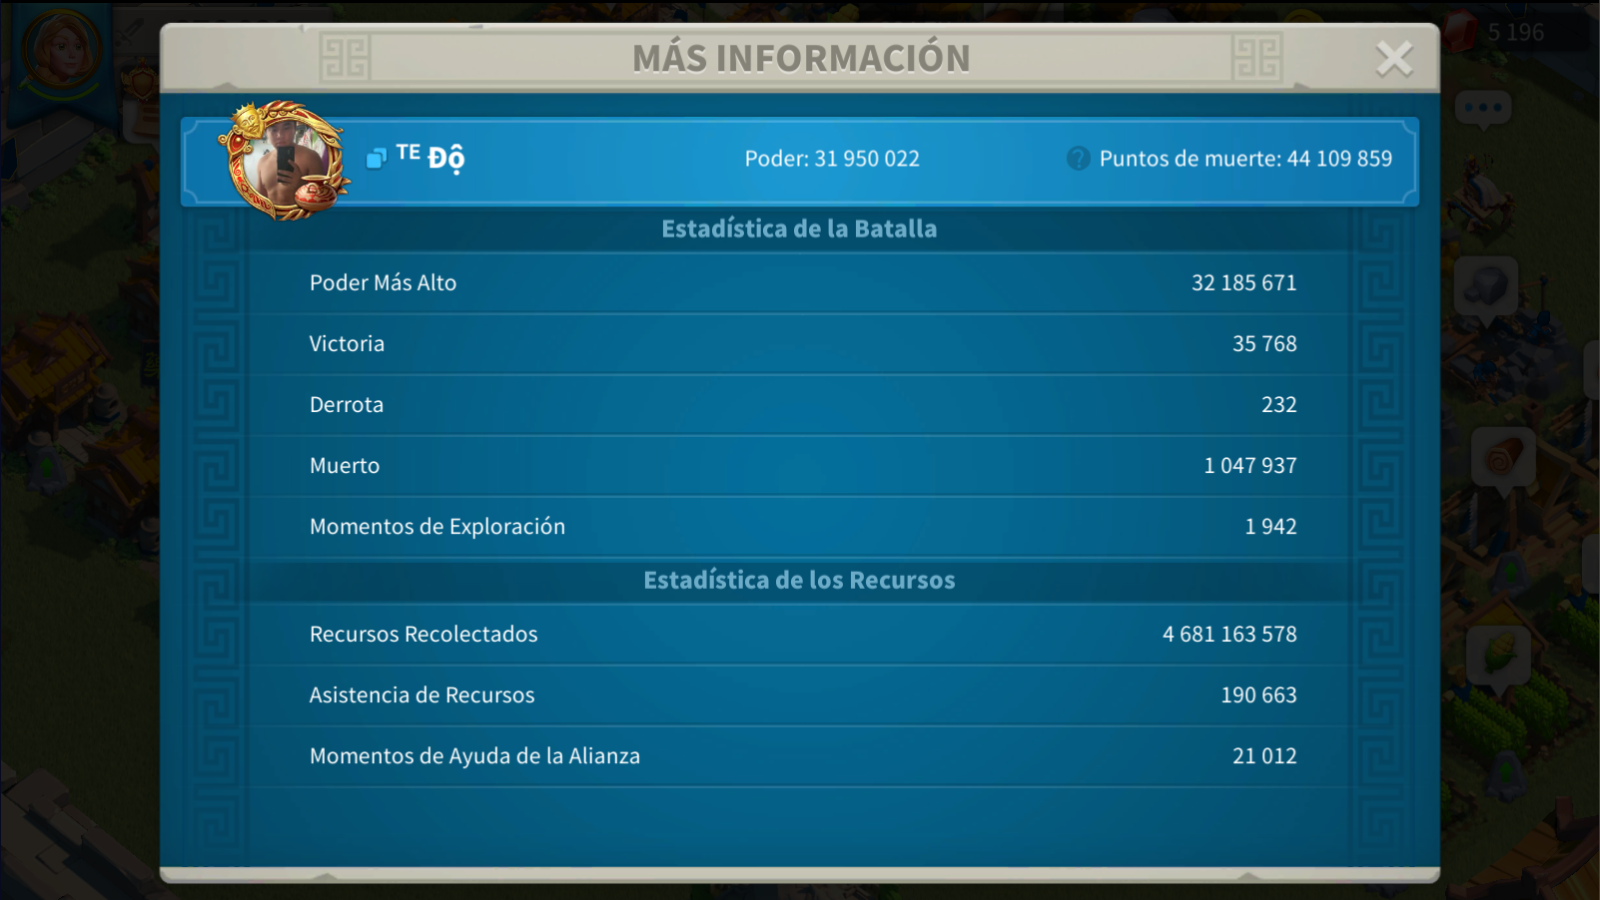 5 196
MÁS INFORMACIÓN
ᵀᴱ Độ
Poder: 31 950 022
? Puntos de muerte: 44 109 859
Estadística de la Batalla
Poder Más Alto 32 185 671
Victoria 35 768
Derrota 232
Muerto 1 047 937
Momentos de Exploración 1 942
Estadística de los Recursos
Recursos Recolectados 4 681 163 578
Asistencia de Recursos 190 663
Momentos de Ayuda de la Alianza 21 012